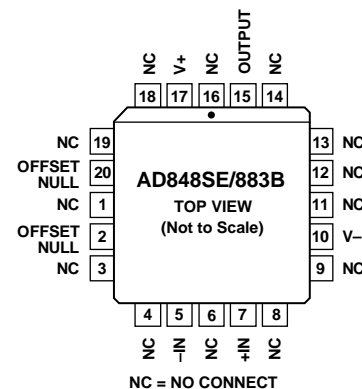 NC
V+
NC
OUTPUT
NC
18 17 16 15 14
NC 19
OFFSET
NULL 20
NC 1
OFFSET
NULL 2
NC 3
AD848SE/883B
TOP VIEW
(Not to Scale)
13 NC
12 NC
11 NC
10 V–
9 NC
4 5 6 7 8
NC
–IN
NC
+IN
NC
NC = NO CONNECT